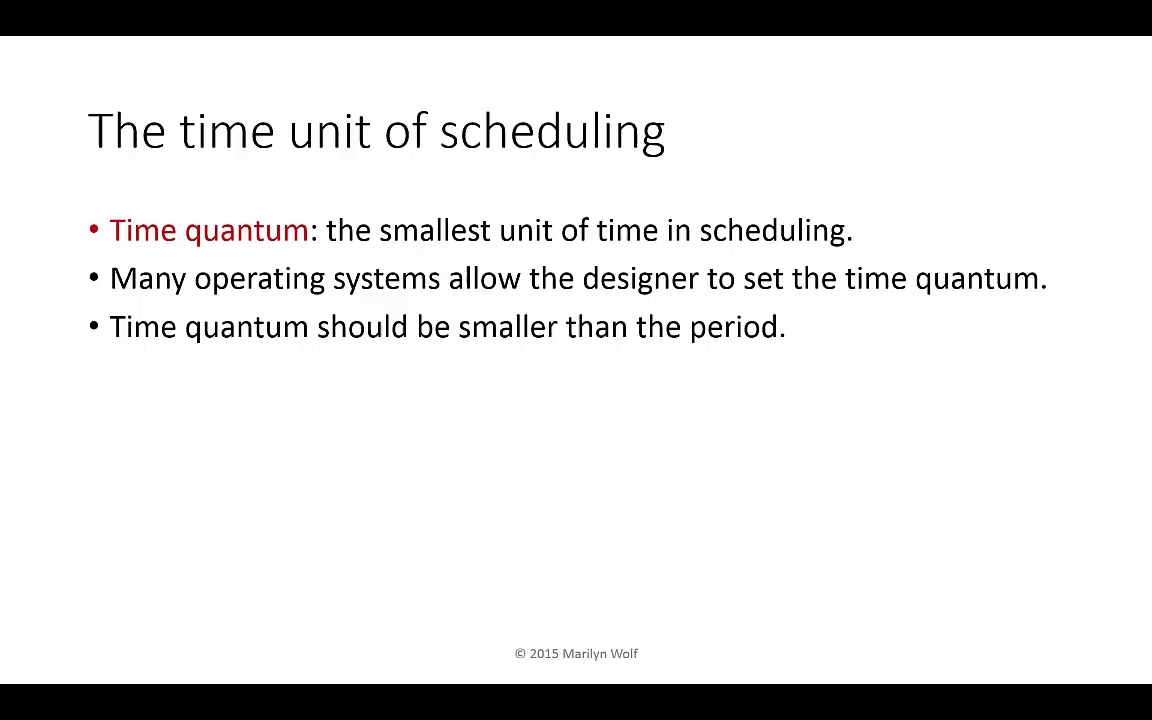 The time unit of scheduling
• Time quantum: the smallest unit of time in scheduling.
• Many operating systems allow the designer to set the time quantum.
• Time quantum should be smaller than the period.
© 2015 Marilyn Wolf